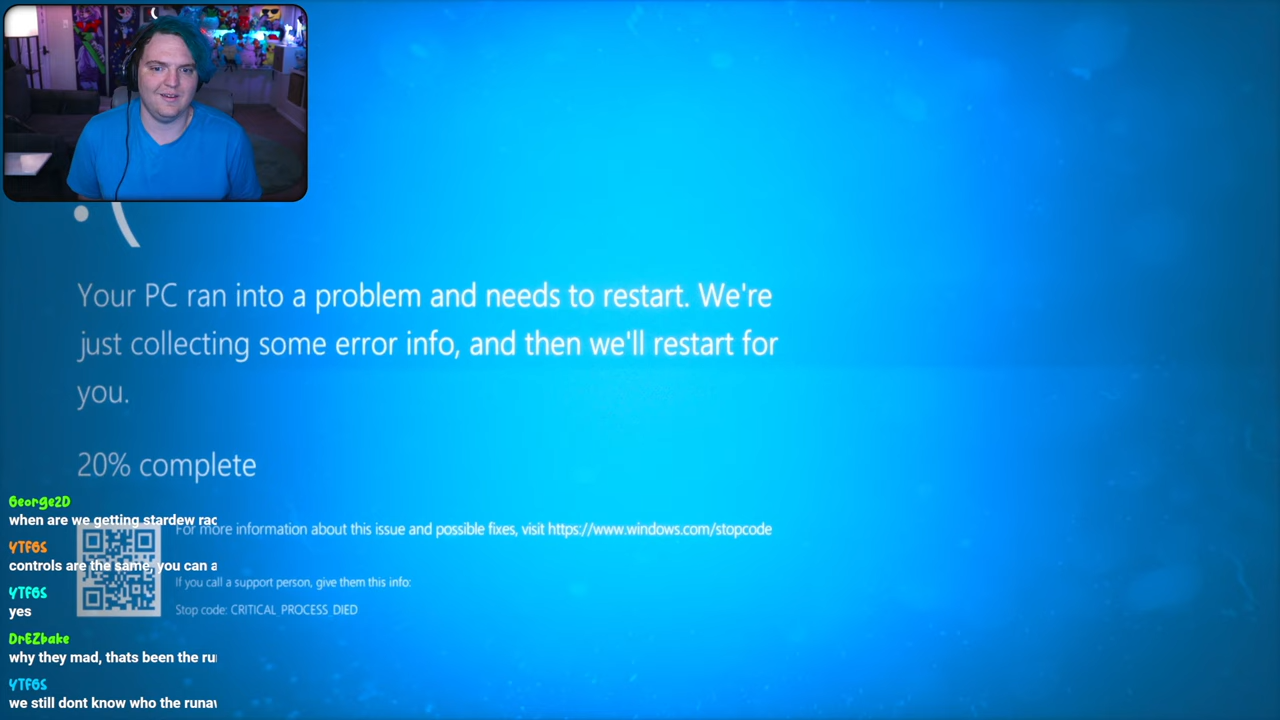 :(
Your PC ran into a problem and needs to restart. We're
just collecting some error info, and then we'll restart for
you.
20% complete
For more information about this issue and possible fixes, visit https://www.windows.com/stopcode
If you call a support person, give them this info:
Stop code: CRITICAL_PROCESS_DIED
George2D
when are we getting stardew rac
YTFGS
controls are the same, you can a
YTFGS
yes
DrEZbake
why they mad, thats been the ru
YTFGS
we still dont know who the runav